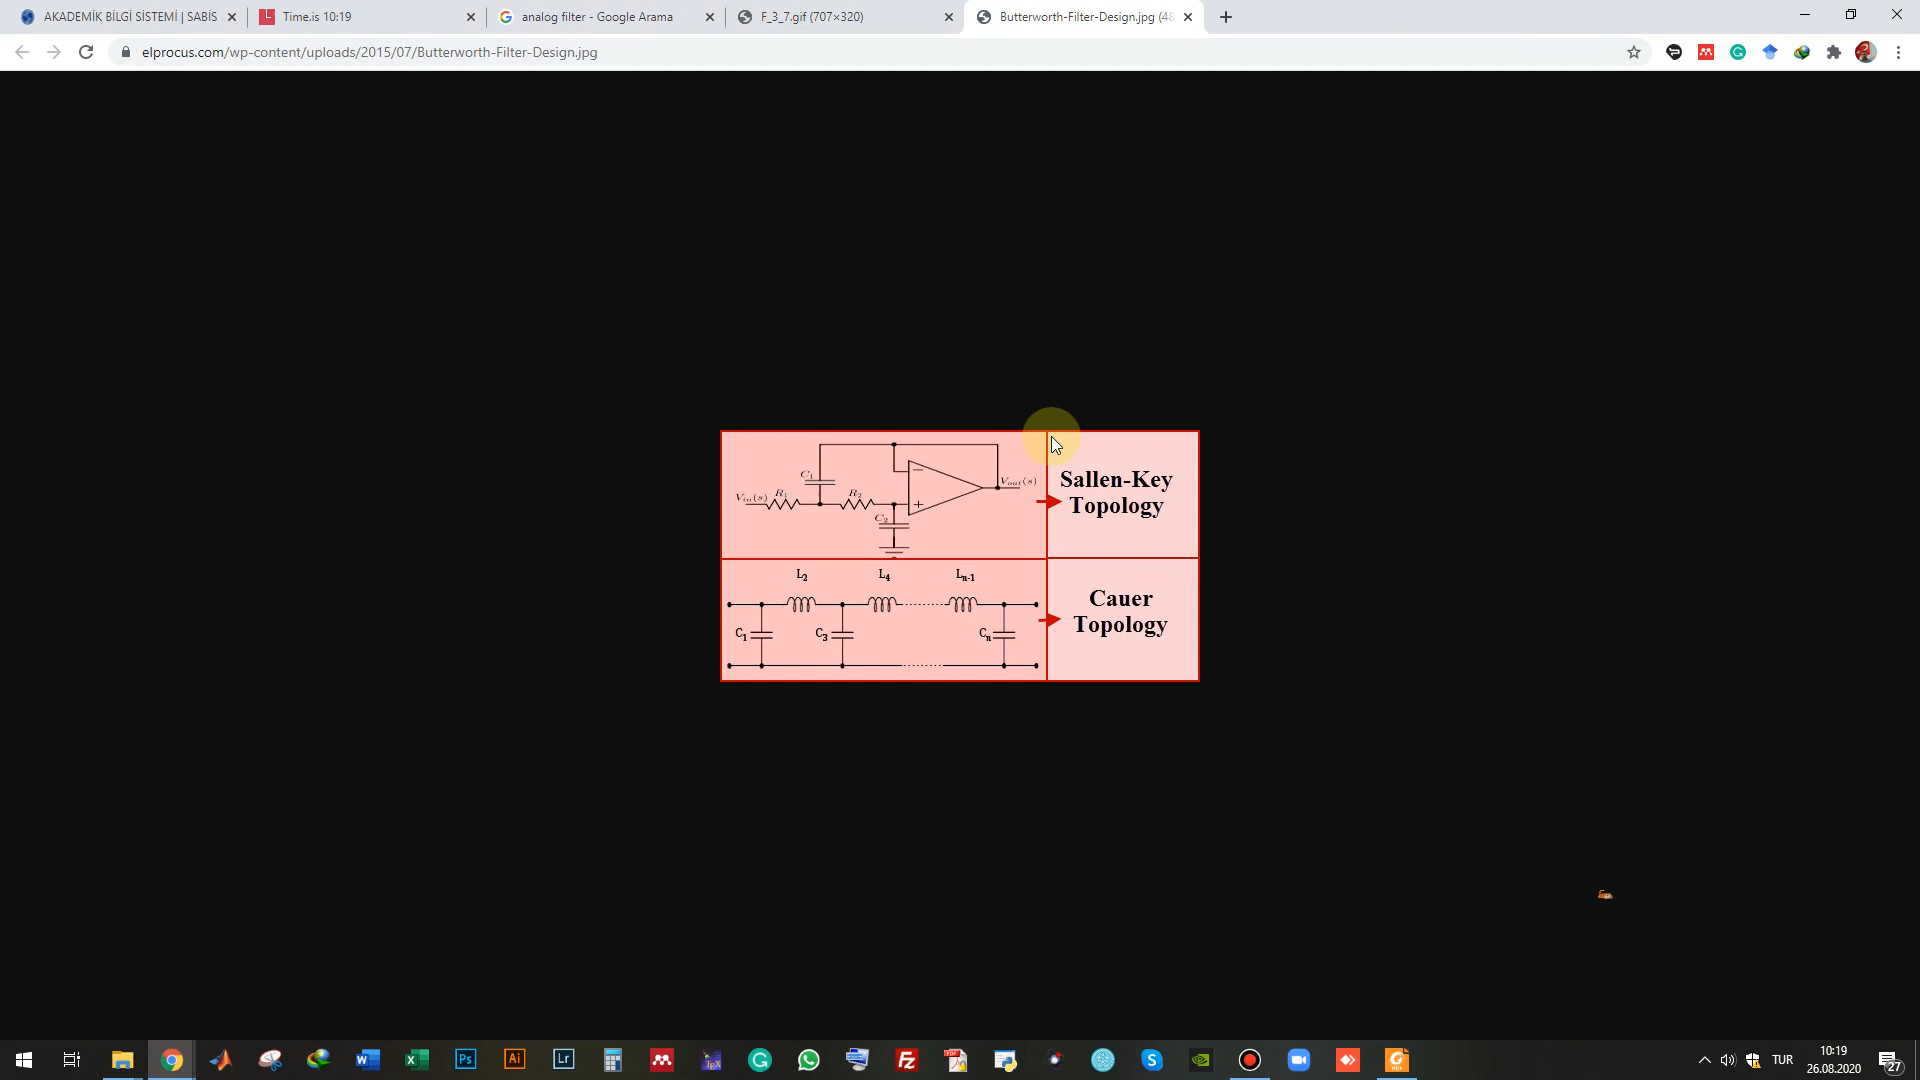 AKADEMİK BİLGİ SİSTEMİ | SABİS
Time.is 10:19
analog filter - Google Arama
F_3_7.gif (707×320)
Butterworth-Filter-Design.jpg (48
elprocus.com/wp-content/uploads/2015/07/Butterworth-Filter-Design.jpg
C1
Vin(s)
R1
R2
C2
Vout(s)
Sallen-Key
Topology
L2
L4
Ln-1
C1
C3
Cn
Cauer
Topology
TUR
10:19
26.08.2020
27